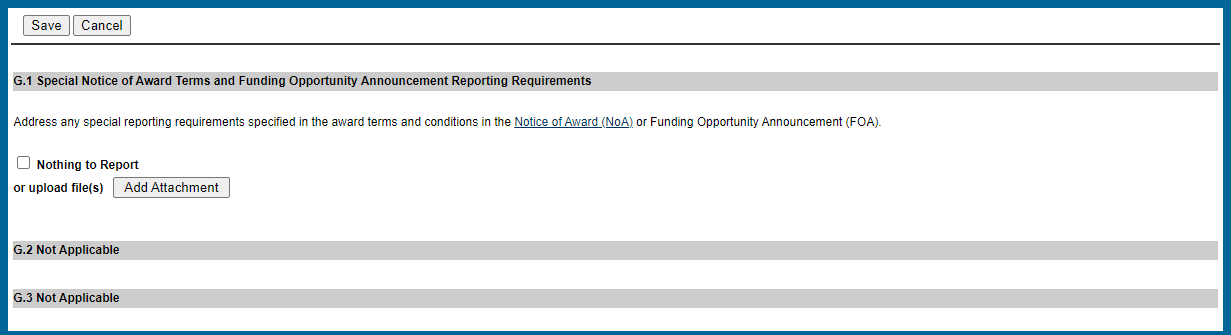 Save Cancel
G.1 Special Notice of Award Terms and Funding Opportunity Announcement Reporting Requirements
Address any special reporting requirements specified in the award terms and conditions in the Notice of Award (NoA) or Funding Opportunity Announcement (FOA).
Nothing to Report
or upload file(s) Add Attachment
G.2 Not Applicable
G.3 Not Applicable